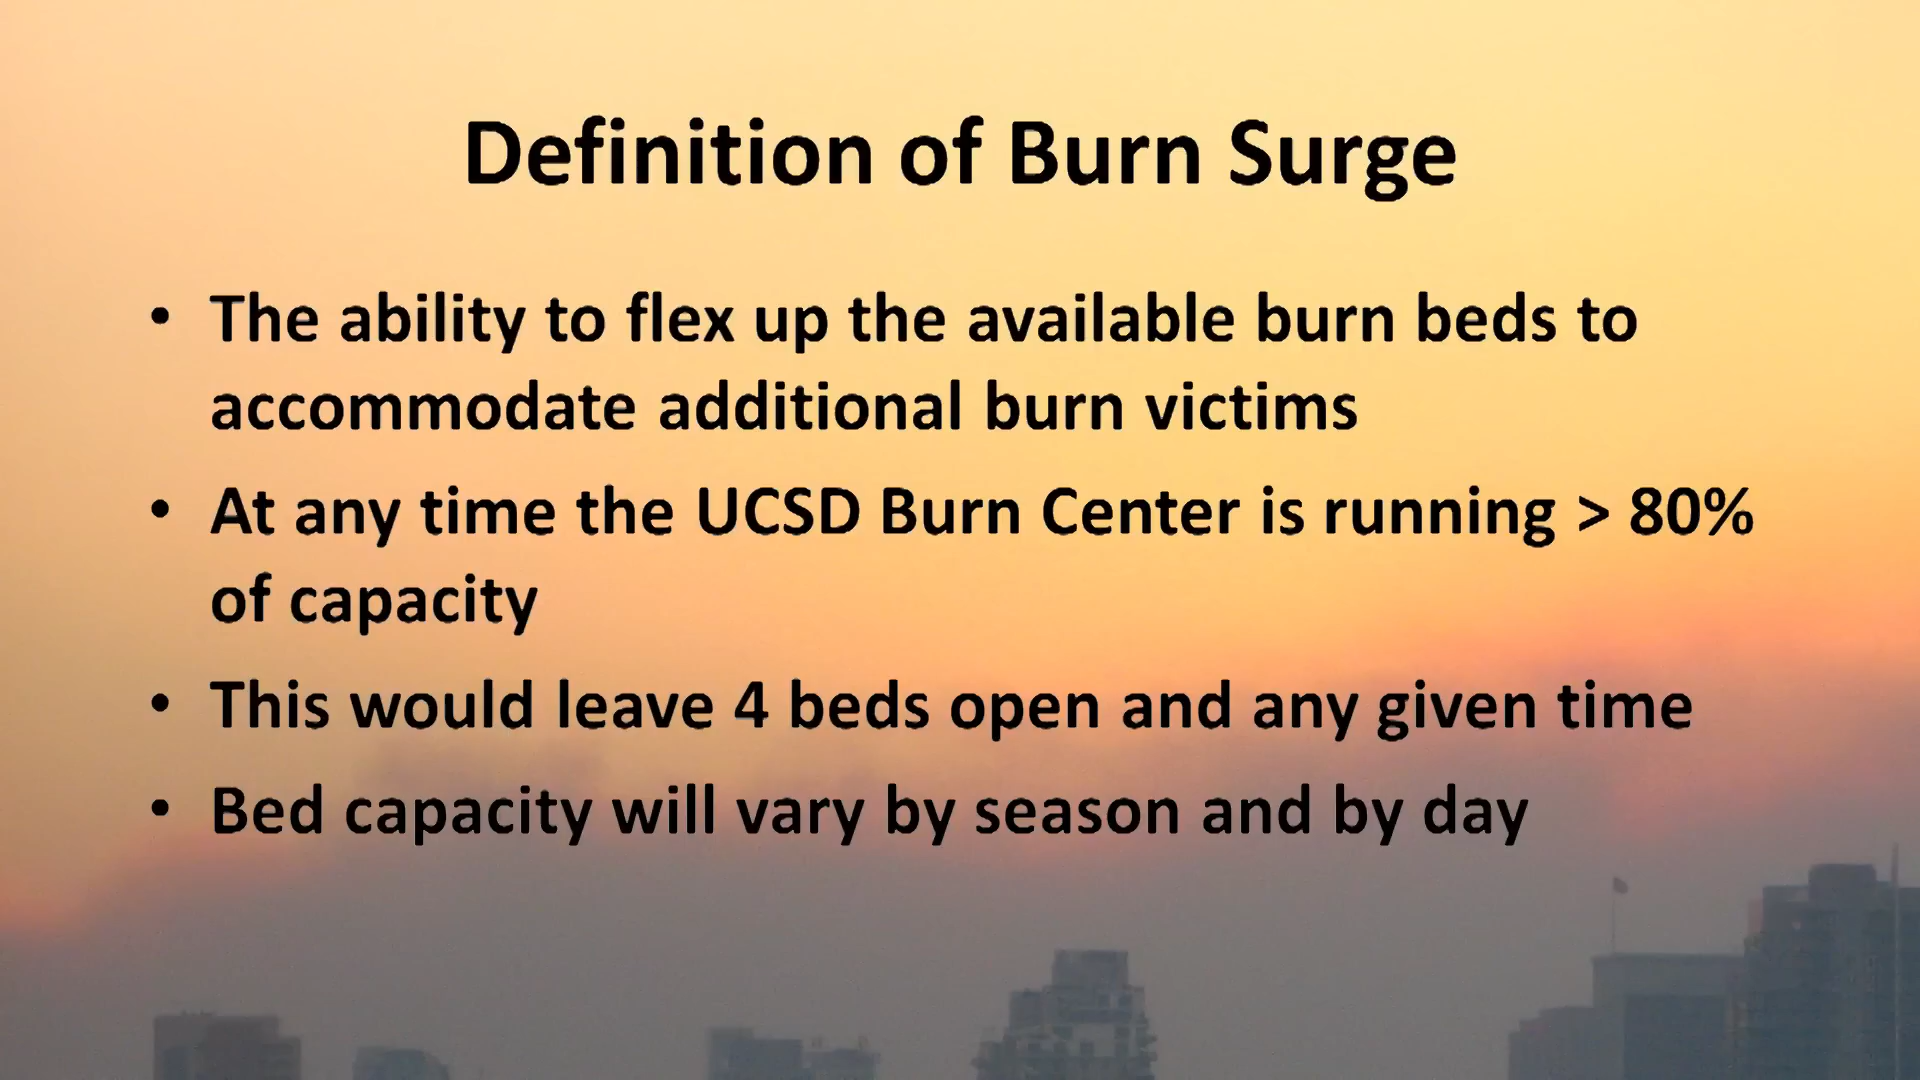 Definition of Burn Surge
• The ability to flex up the available burn beds to
accommodate additional burn victims
• At any time the UCSD Burn Center is running > 80%
of capacity
• This would leave 4 beds open and any given time
• Bed capacity will vary by season and by day